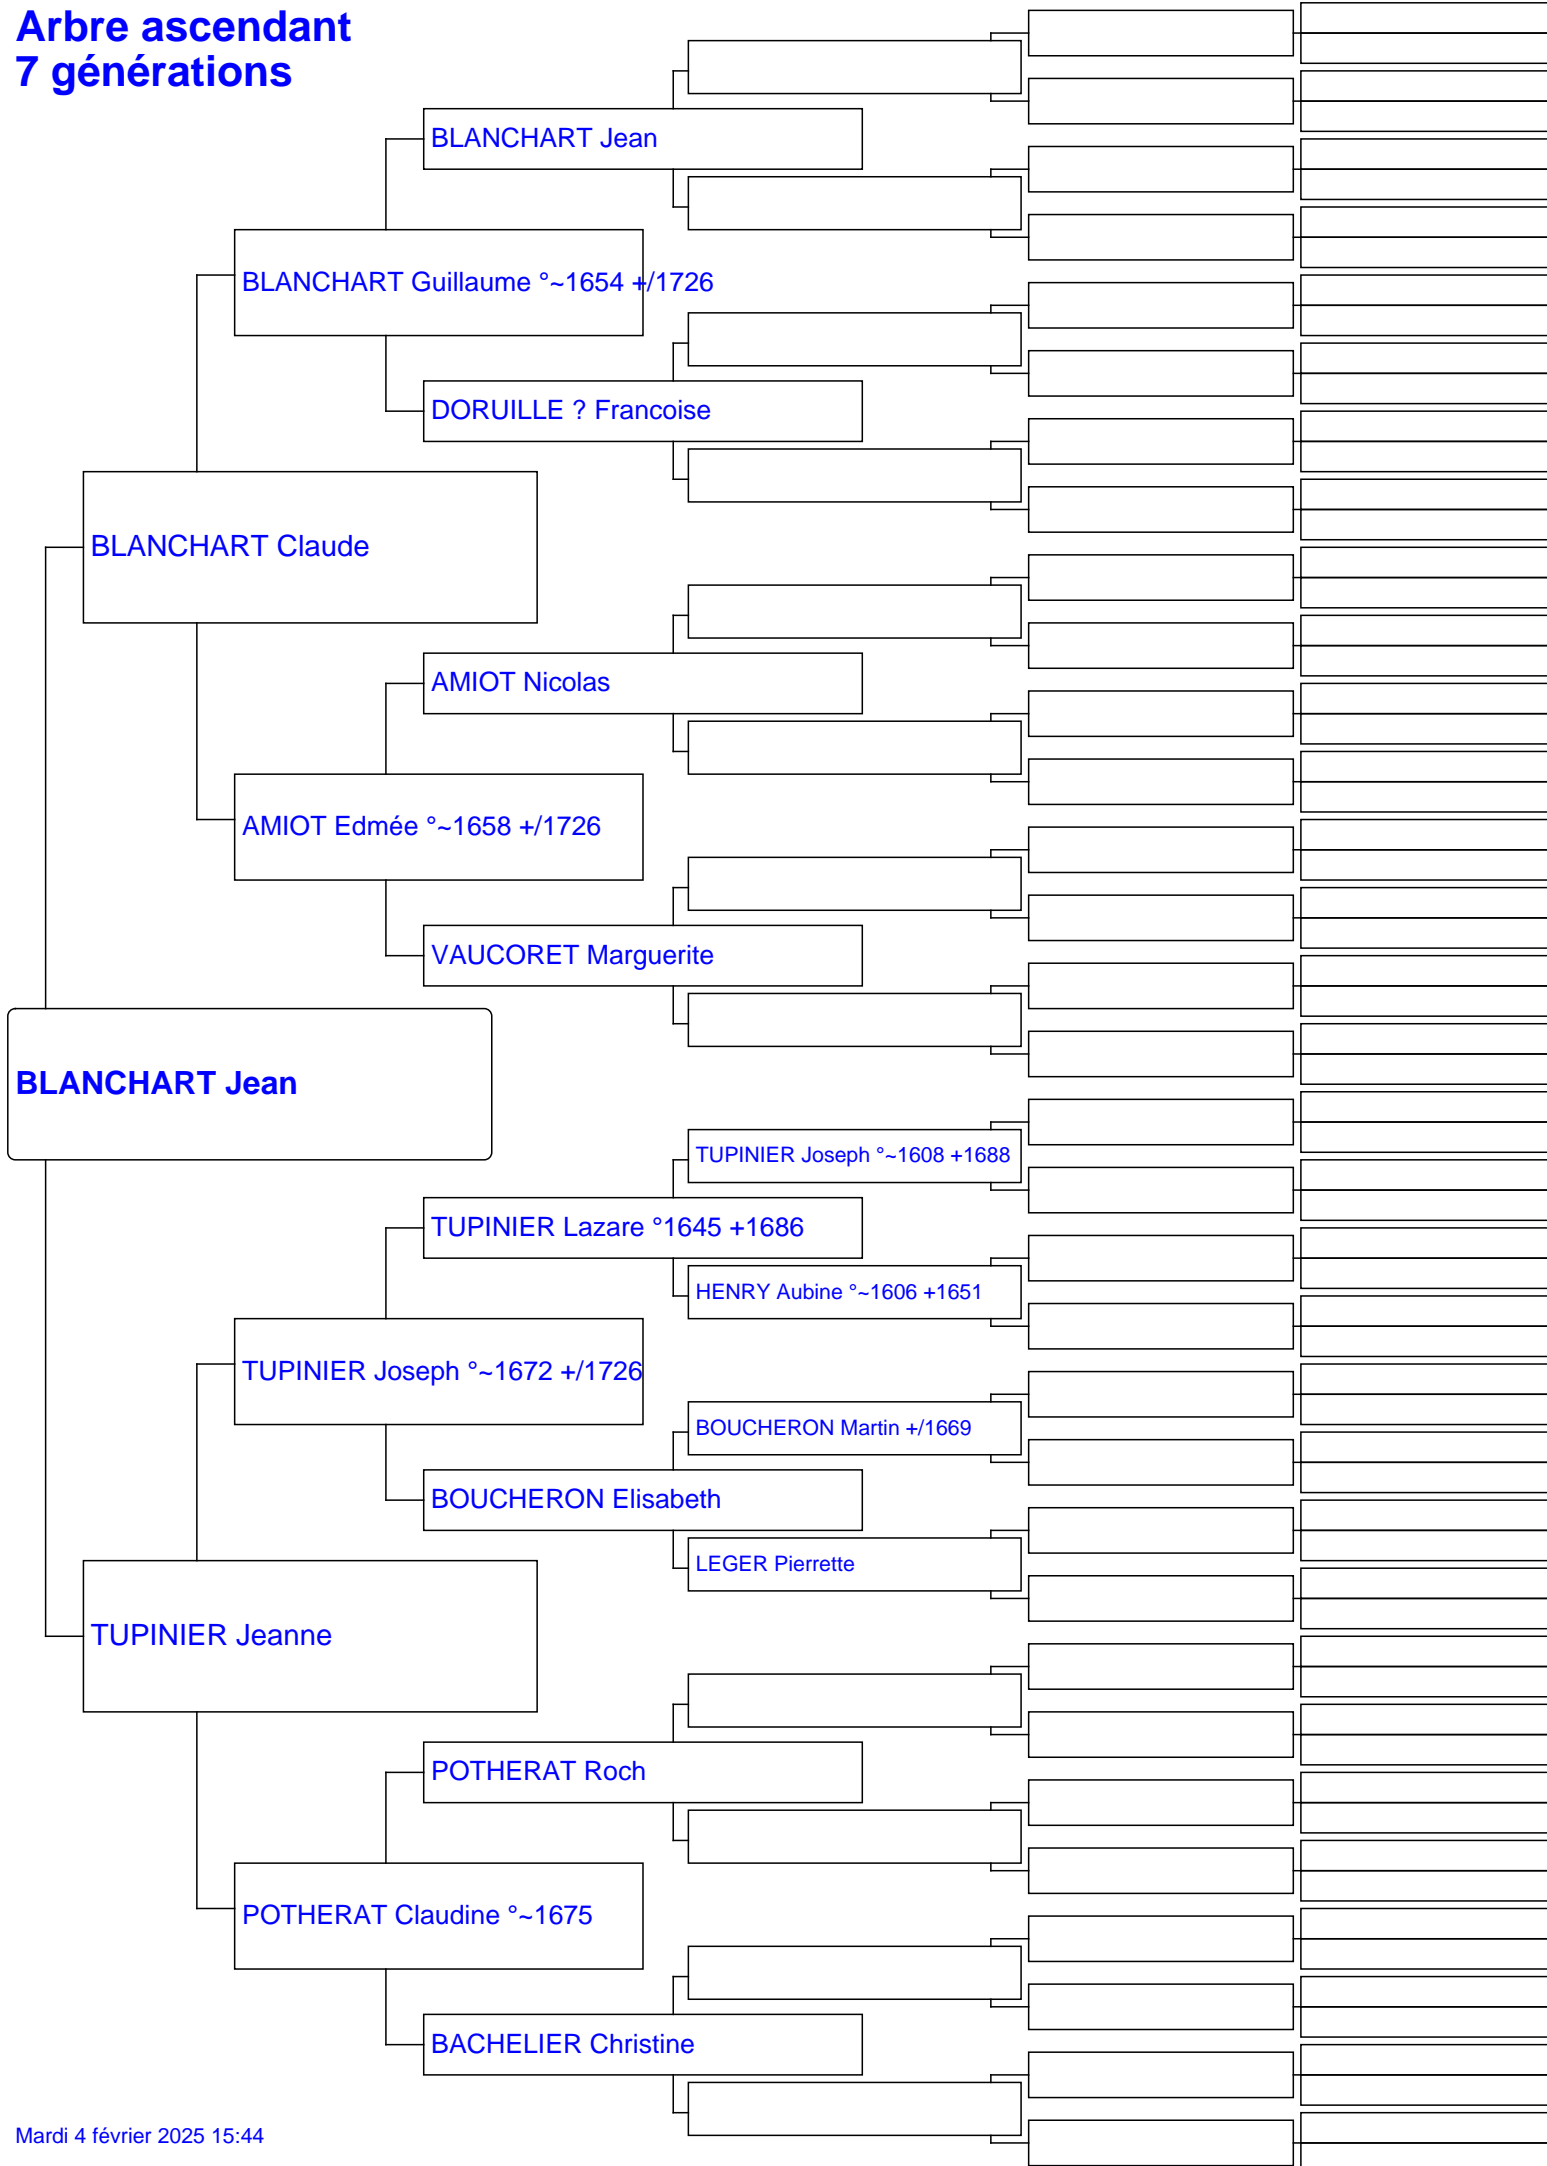 Arbre ascendant
7 générations
BLANCHART Jean
BLANCHART Guillaume °~1654 +/1726
DORUILLE ? Francoise
BLANCHART Claude
AMIOT Nicolas
AMIOT Edmée °~1658 +/1726
VAUCORET Marguerite
BLANCHART Jean
TUPINIER Joseph °~1608 +1688
TUPINIER Lazare °1645 +1686
HENRY Aubine °~1606 +1651
TUPINIER Joseph °~1672 +/1726
BOUCHERON Martin +/1669
BOUCHERON Elisabeth
LEGER Pierrette
TUPINIER Jeanne
POTHERAT Roch
POTHERAT Claudine °~1675
BACHELIER Christine
Mardi 4 février 2025 15:44